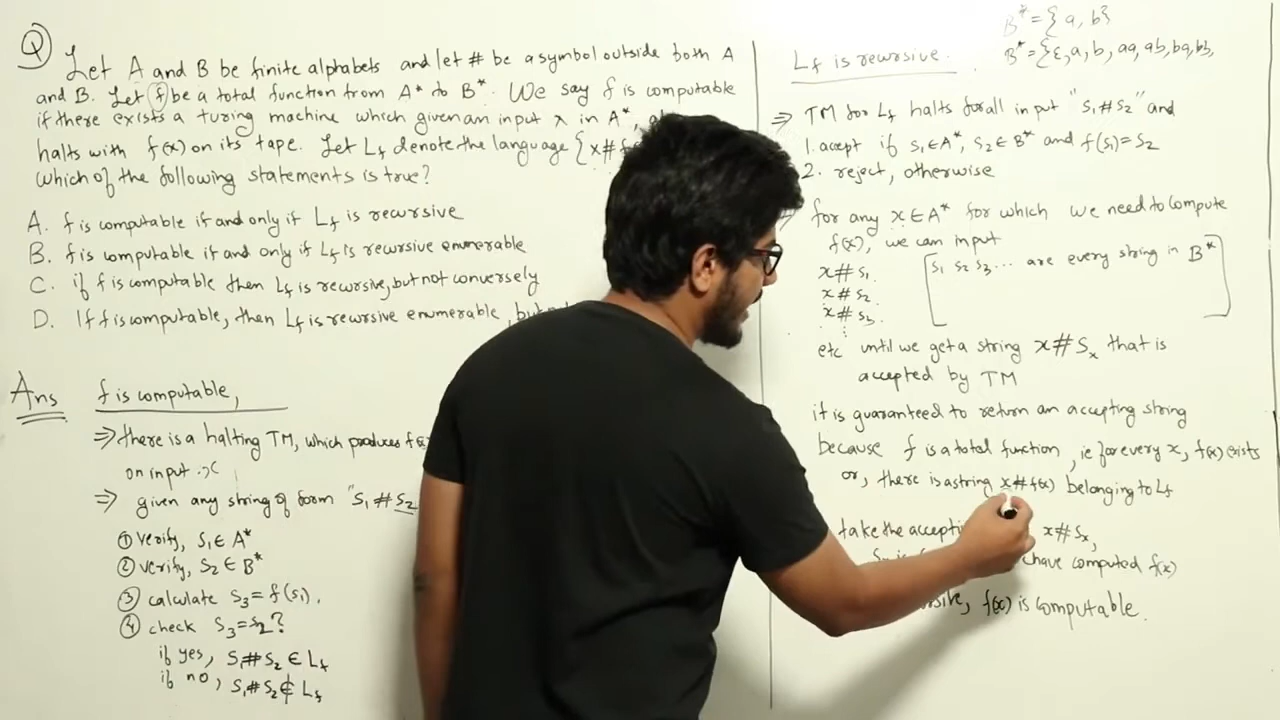 Q Let A and B be finite alphabets and let # be a symbol outside both A
and B. Let f be a total function from A* to B*. We say f is computable
if there exists a turing machine which given an input x in A*,
halts with f(x) on its tape. Let Lf denote the language {x#
which of the following statements is true?
A. f is computable if and only if Lf is recursive
B. f is computable if and only if Lf is recursive enumerable
C. if f is computable then Lf is recursive, but not conversely
D. If f is computable, then Lf is recursive enumerable,
Ans f is computable,
⇒ there is a halting TM, which produces
on input x
⇒ given any string of form "S1 # S2
① Verify, S1 ∈ A*
② Verify, S2 ∈ B*
③ calculate S3 = f(S1).
④ check S3 = S2?
if yes, S1#S2 ∈ Lf
if no, S1#S2 ∉ Lf
B* = {a, b}
B* = {ε, a, b, aa, ab, ba, bb,
Lf is recursive.
⇒ TM for Lf halts for all input "S1 # S2" and
1. accept if S1 ∈ A*, S2 ∈ B* and f(S1) = S2
2. reject, otherwise
for any x ∈ A* for which we need to compute
f(x), we can input
x# S1
x# S2
x# S3
[S1 S2 S3... are every string in B*]
etc until we get a string x#Sx that is
accepted by TM
it is guaranteed to return an accepting string
because f is a total function, ie for every x, f(x) exists
or, there is a string x#f(x) belonging to Lf
take the x#Sx,
have computed f(x)
f(x) is computable.